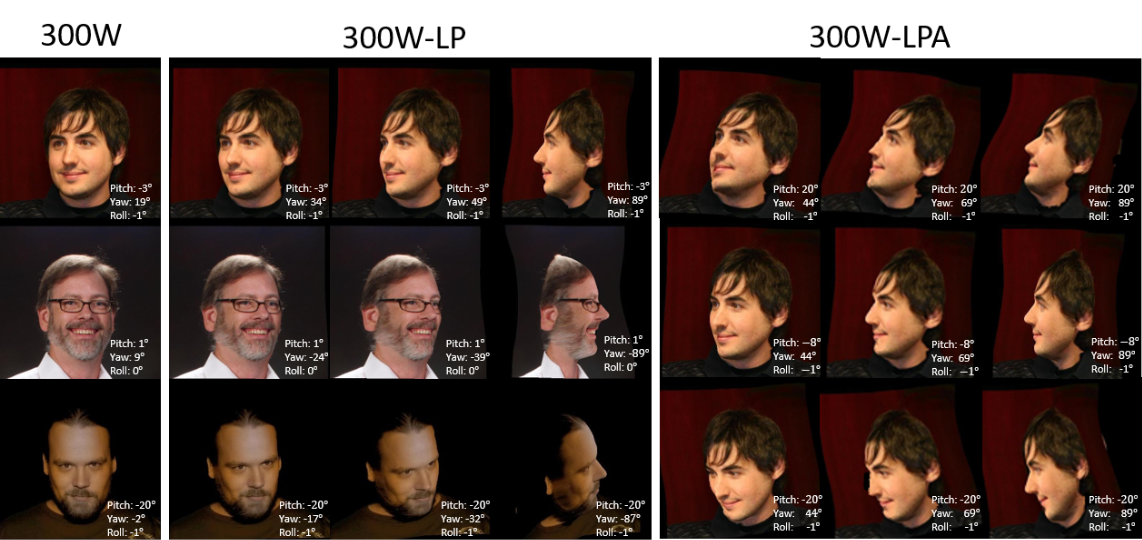 300W
300W-LP
300W-LPA
Pitch: -3°
Yaw: 19°
Roll: -1°
Pitch: -3°
Yaw: 34°
Roll: -1°
Pitch: -3°
Yaw: 49°
Roll: -1°
Pitch: -3°
Yaw: 89°
Roll: -1°
Pitch: 20°
Yaw: 44°
Roll: -1°
Pitch: 20°
Yaw: 69°
Roll: -1°
Pitch: 20°
Yaw: 89°
Roll: -1°
Pitch: 1°
Yaw: 9°
Roll: 0°
Pitch: 1°
Yaw: -24°
Roll: 0°
Pitch: 1°
Yaw: -39°
Roll: 0°
Pitch: 1°
Yaw: -89°
Roll: 0°
Pitch: —8°
Yaw: 44°
Roll: —1°
Pitch: -8°
Yaw: 69°
Roll: —1°
Pitch: —8°
Yaw: 89°
Roll: -1°
Pitch: -20°
Yaw: -2°
Roll: -1°
Pitch: -20°
Yaw: -17°
Roll: -1°
Pitch: -20°
Yaw: -32°
Roll: -1°
Pitch: -20°
Yaw: -87°
Roll: -1°
Pitch: -20°
Yaw: 44°
Roll: -1°
Pitch: -20°
Yaw: 69°
Roll: -1°
Pitch: -20°
Yaw: 89°
Roll: -1°